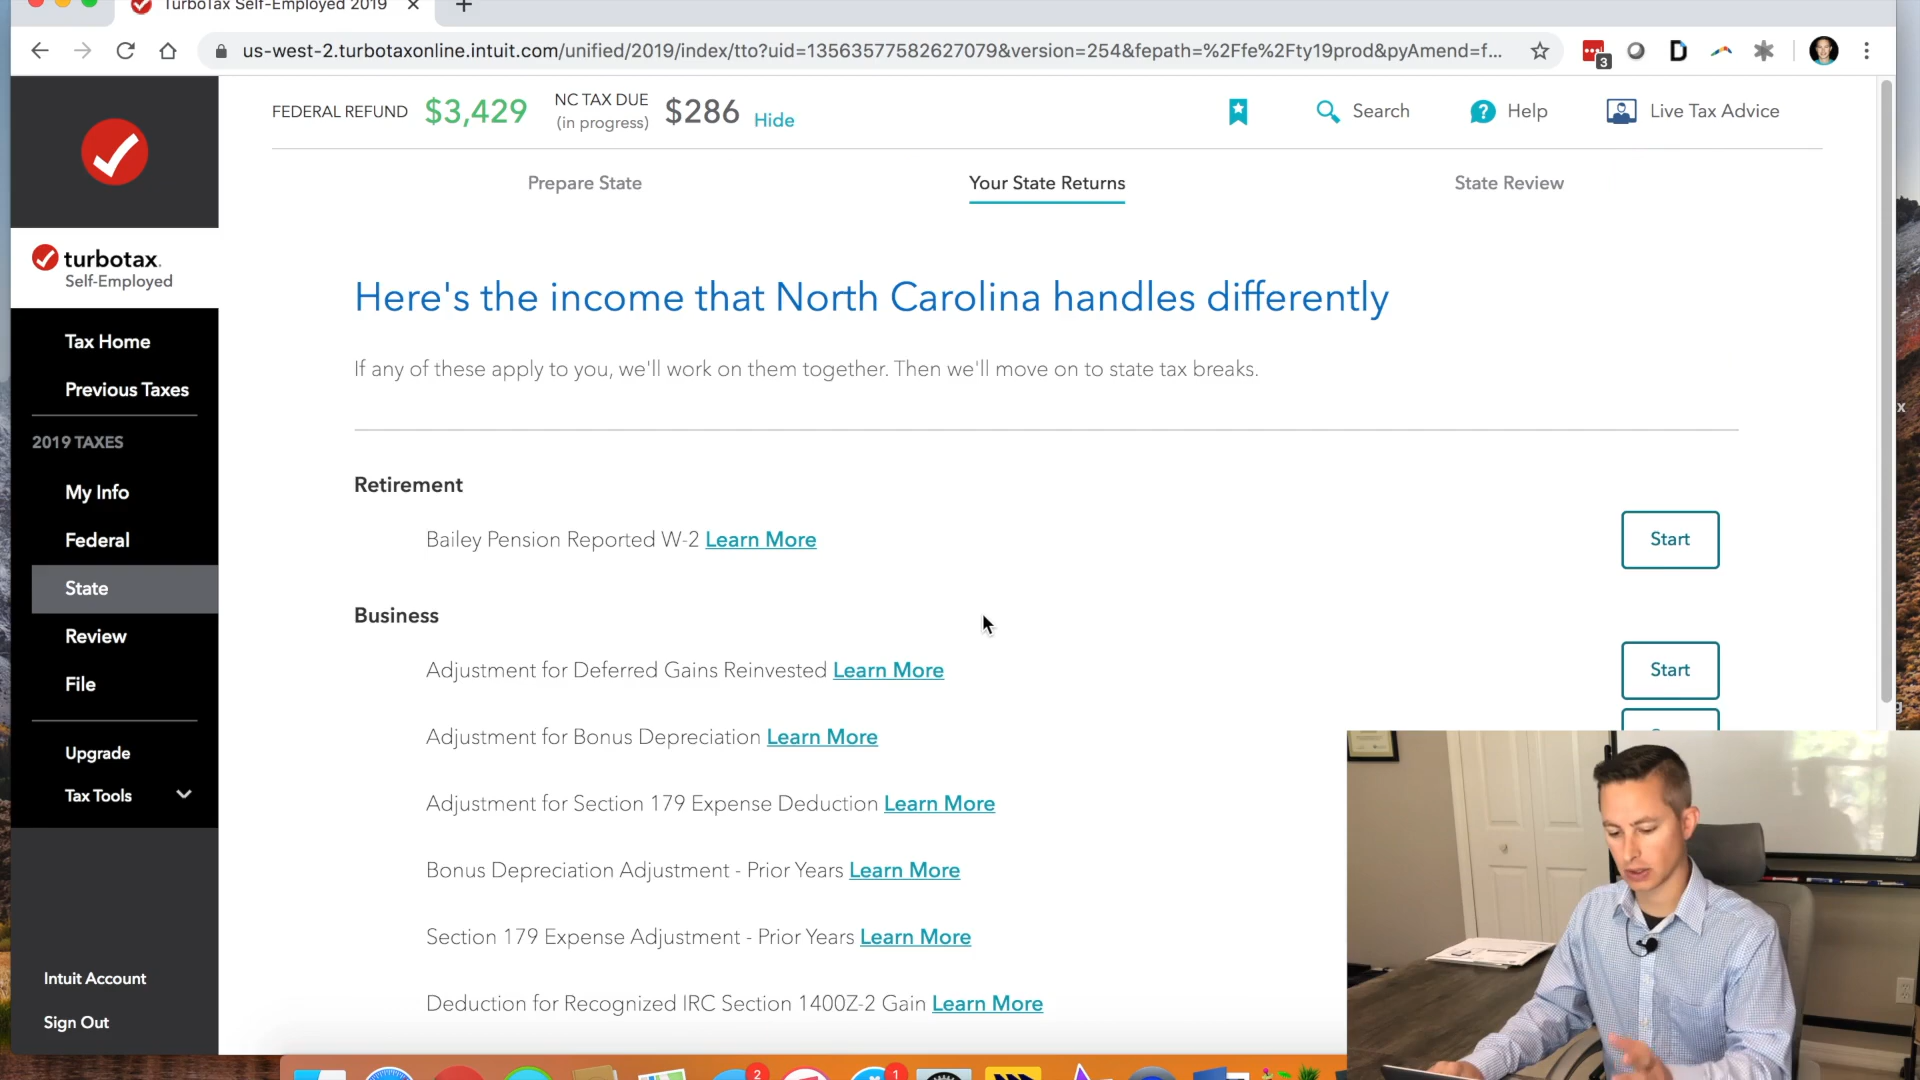 TurboTax Self-Employed 2019
us-west-2.turbotaxonline.intuit.com/unified/2019/index/tto?uid=13563577582627079&version=254&fepath=%2Ffe%2Fty19prod&pyAmend=f...
3
FEDERAL REFUND $3,429 NC TAX DUE (in progress) $286 Hide
Search Help Live Tax Advice
Prepare State Your State Returns State Review
turbotax.
Self-Employed
Tax Home
Previous Taxes
2019 TAXES
My Info
Federal
State
Review
File
Upgrade
Tax Tools
Intuit Account
Sign Out
Here's the income that North Carolina handles differently
If any of these apply to you, we'll work on them together. Then we'll move on to state tax breaks.
Retirement
Bailey Pension Reported W-2 Learn More Start
Business
Adjustment for Deferred Gains Reinvested Learn More Start
Adjustment for Bonus Depreciation Learn More
Adjustment for Section 179 Expense Deduction Learn More
Bonus Depreciation Adjustment - Prior Years Learn More
Section 179 Expense Adjustment - Prior Years Learn More
Deduction for Recognized IRC Section 1400Z-2 Gain Learn More
2
1